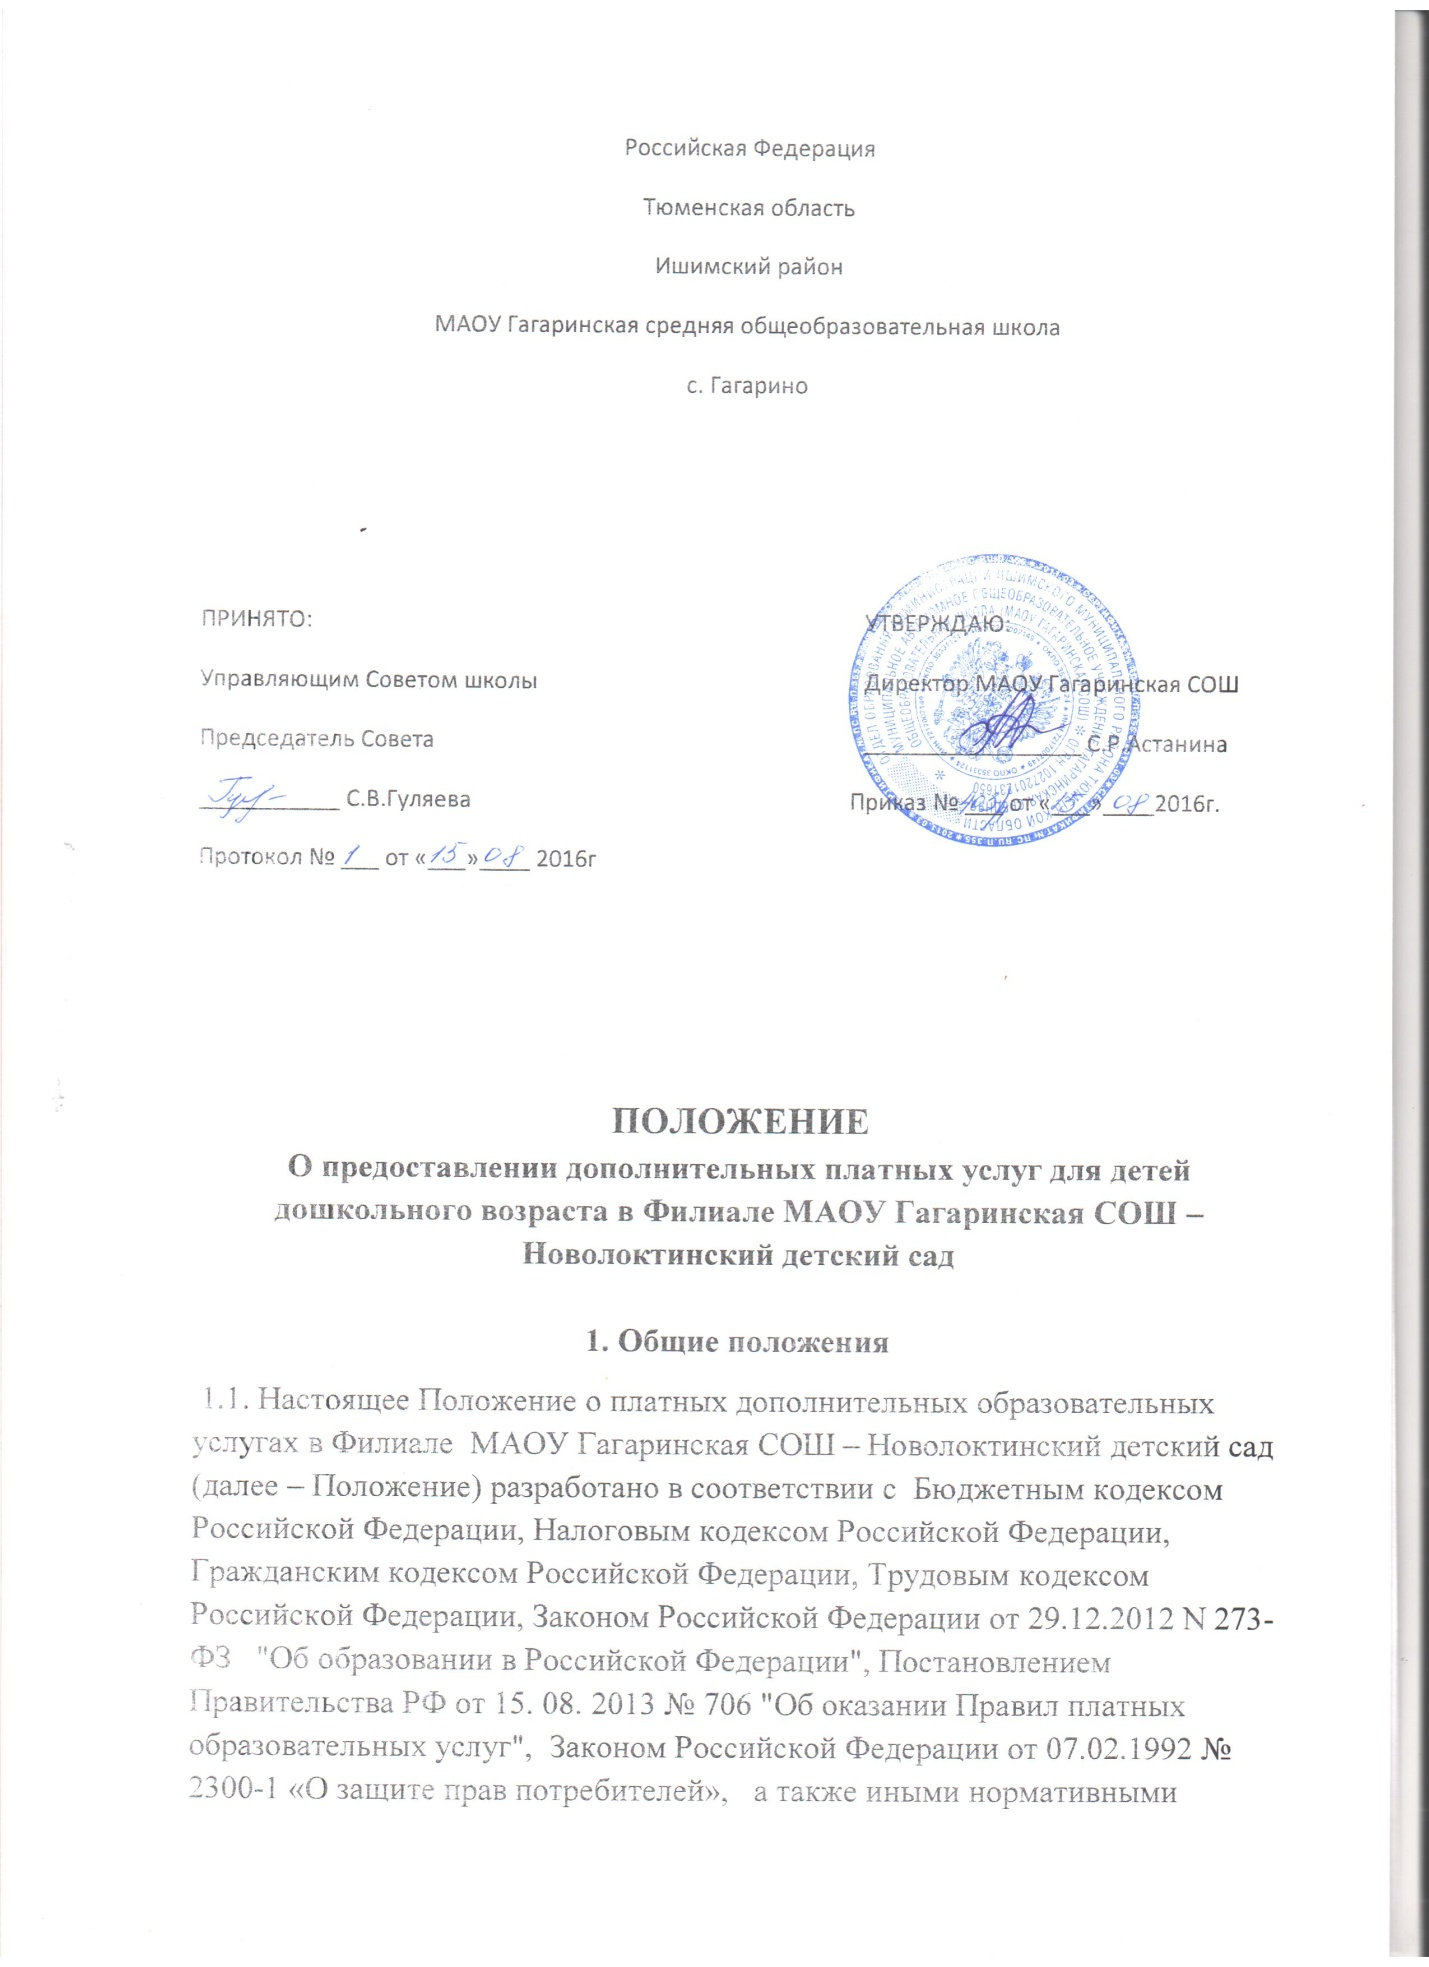 Российская Федерация
Тюменская область
Ишимский район
МАОУ Гагаринская средняя общеобразовательная школа
с. Гагарино
ПРИНЯТО:
Управляющим Советом школы
Председатель Совета
____________ С.В.Гуляева
Протокол № 1 от «15» 08 2016г
УТВЕРЖДАЮ:
Директор МАОУ Гагаринская СОШ
__________________ С.Р.Астанина
Приказ № ___ от «___» 08 2016г.
ПОЛОЖЕНИЕ
О предоставлении дополнительных платных услуг для детей
дошкольного возраста в Филиале МАОУ Гагаринская СОШ –
Новолоктинский детский сад
1. Общие положения
1.1. Настоящее Положение о платных дополнительных образовательных
услугах в Филиале МАОУ Гагаринская СОШ – Новолоктинский детский сад
(далее – Положение) разработано в соответствии с Бюджетным кодексом
Российской Федерации, Налоговым кодексом Российской Федерации,
Гражданским кодексом Российской Федерации, Трудовым кодексом
Российской Федерации, Законом Российской Федерации от 29.12.2012 N 273-
ФЗ "Об образовании в Российской Федерации", Постановлением
Правительства РФ от 15. 08. 2013 № 706 "Об оказании Правил платных
образовательных услуг", Законом Российской Федерации от 07.02.1992 №
2300-1 «О защите прав потребителей», а также иными нормативными